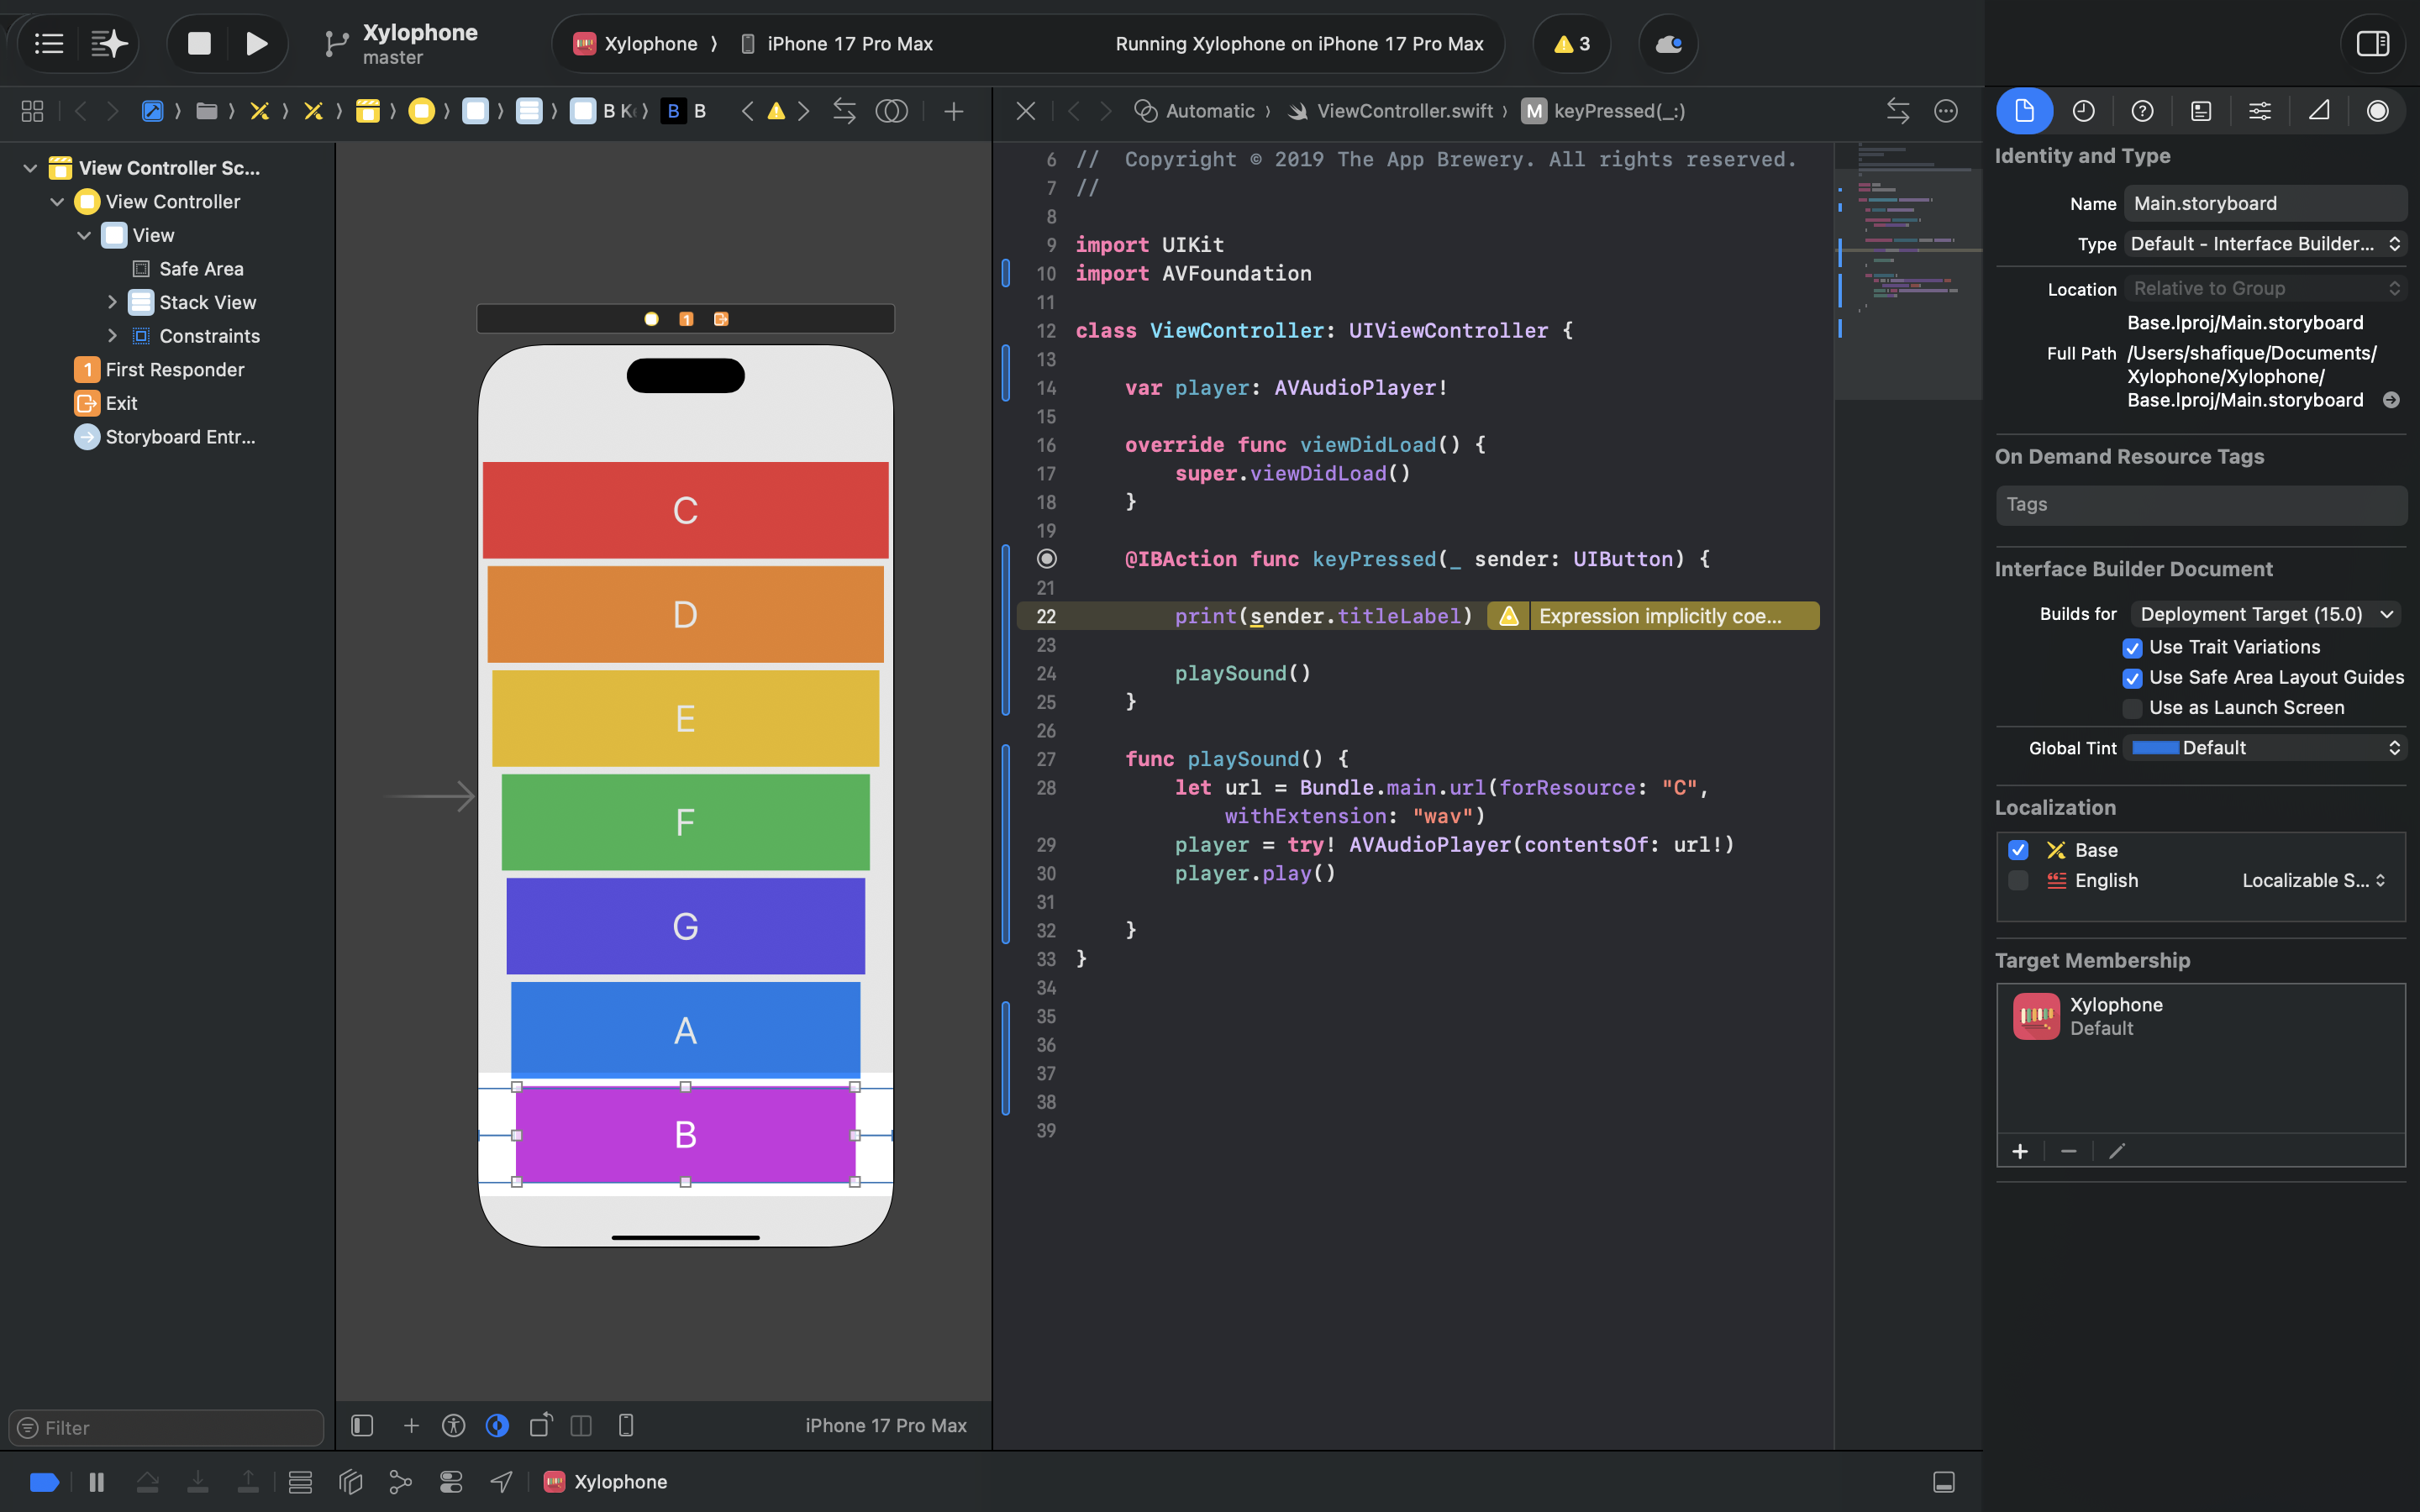 Xylophone
master
Xylophone
iPhone 17 Pro Max
Running Xylophone on iPhone 17 Pro Max
3
B
B
Automatic
ViewController.swift
M keyPressed(_:)
View Controller Sc...
View Controller
View
Safe Area
Stack View
Constraints
1 First Responder
Exit
Storyboard Entr...
Filter
1
C
D
E
F
G
A
B
iPhone 17 Pro Max
6 //  Copyright © 2019 The App Brewery. All rights reserved.
7 //
8
9 import UIKit
10 import AVFoundation
11
12 class ViewController: UIViewController {
13
14     var player: AVAudioPlayer!
15
16     override func viewDidLoad() {
17         super.viewDidLoad()
18     }
19
@IBAction func keyPressed(_ sender: UIButton) {
21
22         print(sender.titleLabel) Expression implicitly coe...
23
24         playSound()
25     }
26
27     func playSound() {
28         let url = Bundle.main.url(forResource: "C",
withExtension: "wav")
29         player = try! AVAudioPlayer(contentsOf: url!)
30         player.play()
31
32     }
33 }
34
35
36
37
38
39
Identity and Type
Name Main.storyboard
Type Default - Interface Builder...
Location Relative to Group
Base.lproj/Main.storyboard
Full Path /Users/shafique/Documents/
Xylophone/Xylophone/
Base.lproj/Main.storyboard
On Demand Resource Tags
Tags
Interface Builder Document
Builds for Deployment Target (15.0)
Use Trait Variations
Use Safe Area Layout Guides
Use as Launch Screen
Global Tint Default
Localization
Base
English Localizable S...
Target Membership
Xylophone
Default
Xylophone